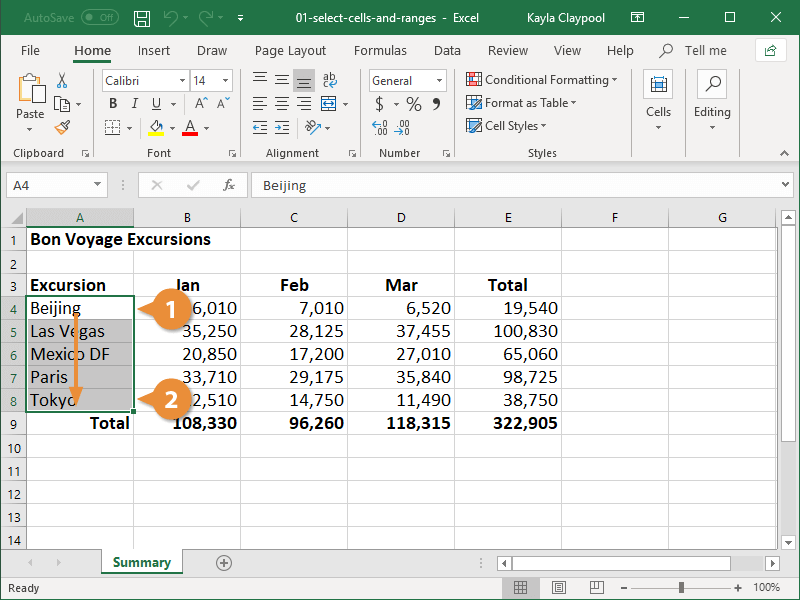 AutoSave Off 01-select-cells-and-ranges - Excel Kayla Claypool
File Home Insert Draw Page Layout Formulas Data Review View Help Tell me
Paste
Calibri 14
B I U A A
A
ab
General
$ % 9
.00 .0
Conditional Formatting
Format as Table
Cell Styles
Cells
Editing
Clipboard Font Alignment Number Styles
A4 fx Beijing
A B C D E F G
1 Bon Voyage Excursions
2
3 Excursion Jan Feb Mar Total
4 Beijing 1 6,010 7,010 6,520 19,540
5 Las Vegas 35,250 28,125 37,455 100,830
6 Mexico DF 20,850 17,200 27,010 65,060
7 Paris 33,710 29,175 35,840 98,725
8 Tokyo 2 2,510 14,750 11,490 38,750
9 Total 108,330 96,260 118,315 322,905
10
11
12
13
14
Summary
Ready 100%